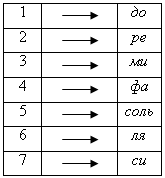 1 → до
2 → ре
3 → ми
4 → фа
5 → соль
6 → ля
7 → си